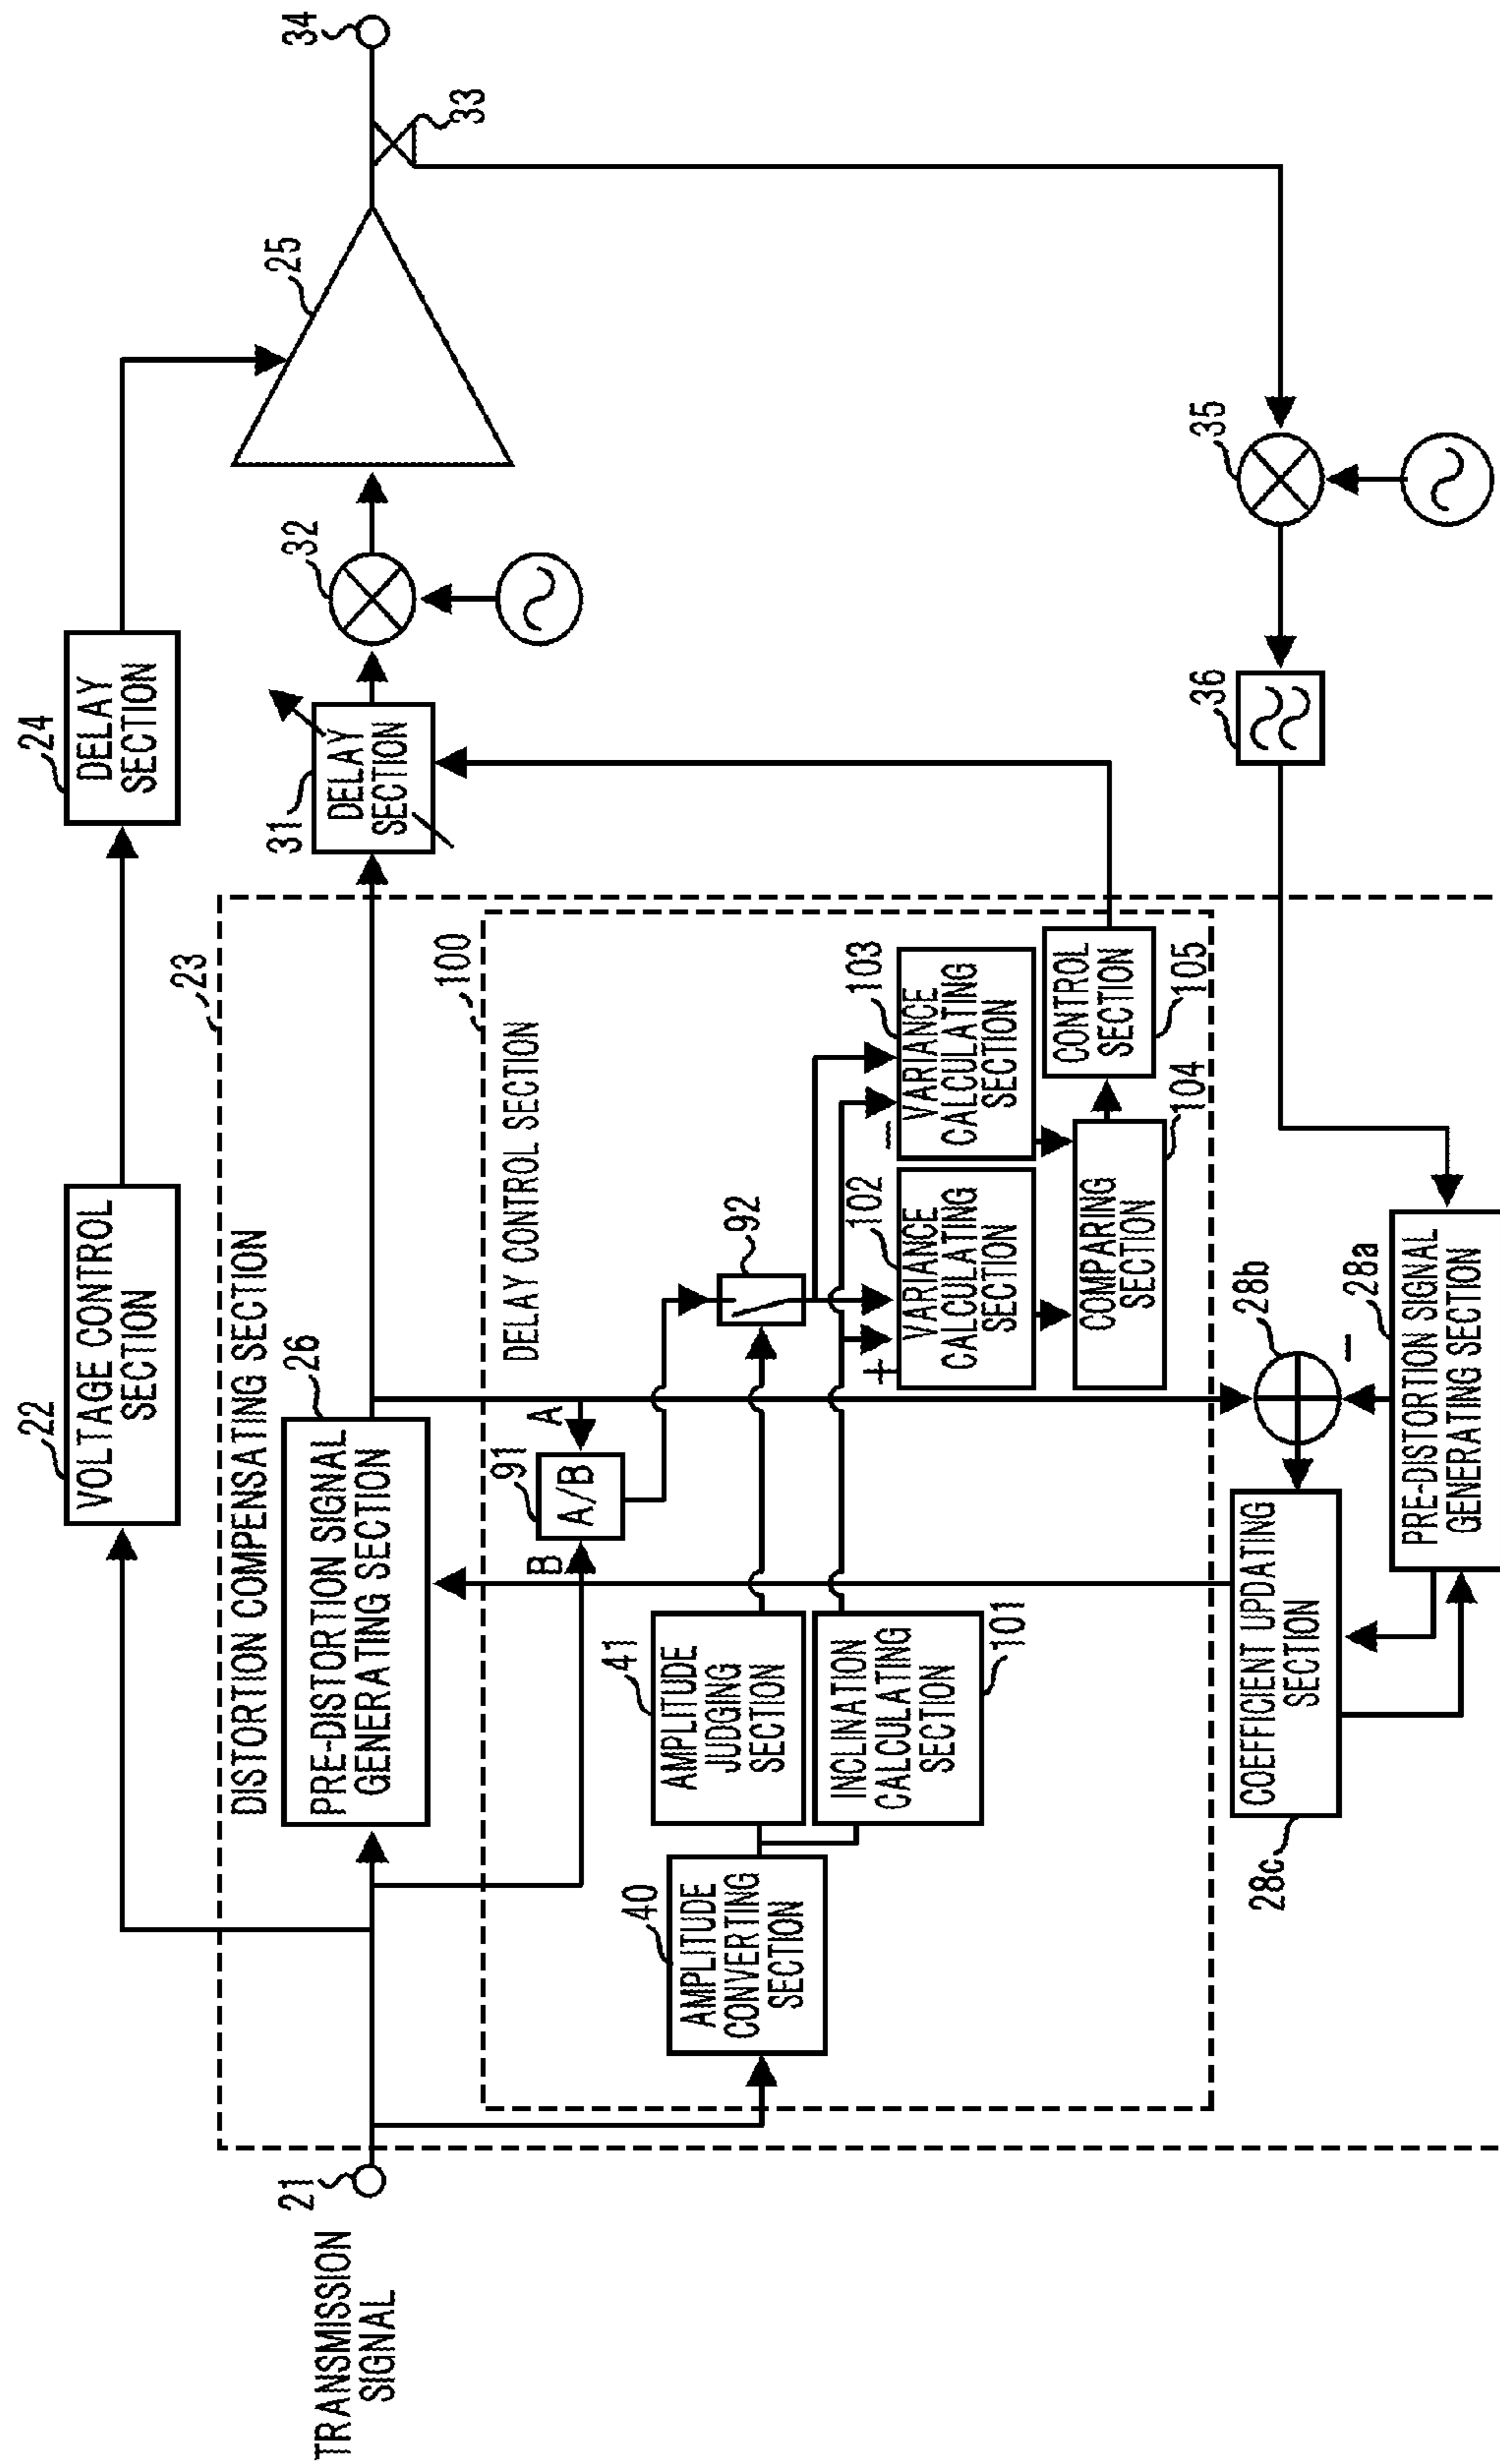 TRANSMISSION
SIGNAL
21
22
VOLTAGE CONTROL
SECTION
24
DELAY
SECTION
23
DISTORTION COMPENSATING SECTION
26
PRE-DISTORTION SIGNAL
GENERATING SECTION
31
DELAY
SECTION
32
25
33
34
100
DELAY CONTROL SECTION
91
A
A/B
B
92
40
AMPLITUDE
CONVERTING
SECTION
41
AMPLITUDE
JUDGING
SECTION
INCLINATION
CALCULATING
SECTION
101
+
102
VARIANCE
CALCULATING
SECTION
−
103
VARIANCE
CALCULATING
SECTION
COMPARING
SECTION
104
CONTROL
SECTION
105
35
36
28b
−
28a
PRE-DISTORTION SIGNAL
GENERATING SECTION
COEFFICIENT UPDATING
SECTION
28c